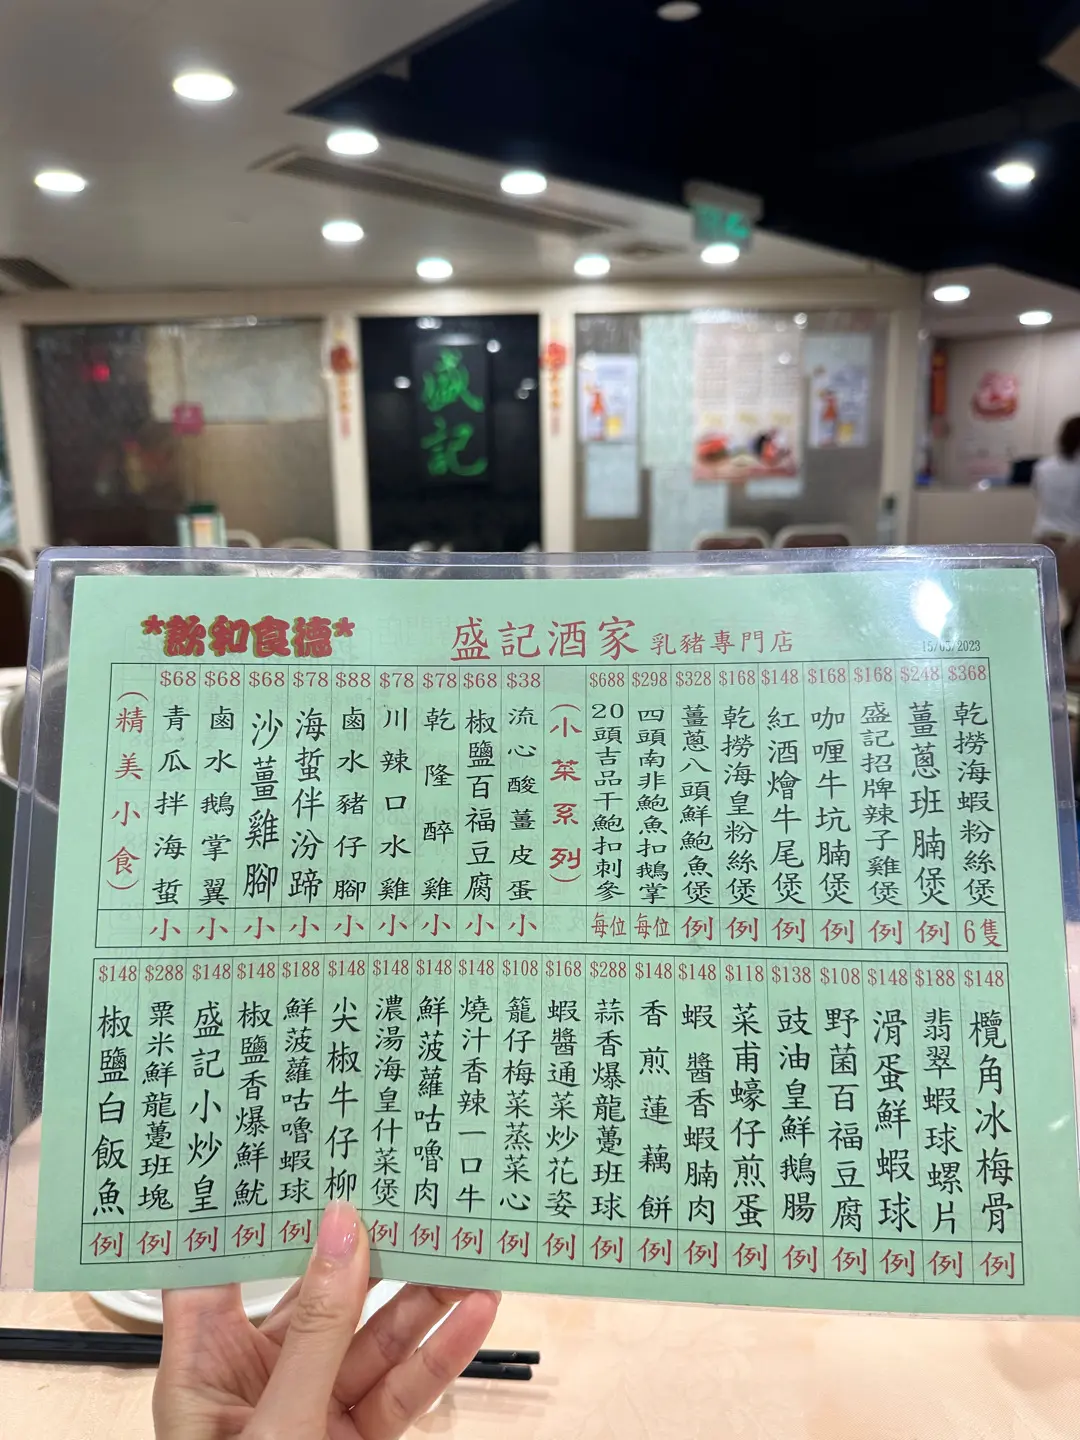 盛記
*飲和食德*
盛記酒家 乳豬專門店
15/05/2023
$368 乾撈海蝦粉絲煲 6隻
$248 薑蔥班腩煲 例
$168 盛記招牌辣子雞煲 例
$168 咖喱牛坑腩煲 例
$148 紅酒燴牛尾煲 例
$168 乾撈海皇粉絲煲 例
$328 薑蔥八頭鮮鮑魚煲 例
$298 四頭南非鮑魚扣鵝掌 每位
$688 20頭吉品干鮑扣刺參 每位
(小菜系列)
$38 流心酸薑皮蛋 小
$68 椒鹽百福豆腐 小
$78 乾隆醉雞 小
$78 川辣口水雞 小
$88 鹵水豬仔腳 小
$78 海蜇伴汾蹄 小
$68 沙薑雞腳 小
$68 鹵水鵝掌翼 小
$68 青瓜拌海蜇 小
(精美小食)
$148 欖角冰梅骨 例
$188 翡翠蝦球螺片 例
$148 滑蛋鮮蝦球 例
$108 野菌百福豆腐 例
$138 豉油皇鮮鵝腸 例
$118 菜甫蠔仔煎蛋 例
$148 蝦醬香蝦腩肉 例
$148 香煎蓮藕餅 例
$288 蒜香爆龍躉班球 例
$168 蝦醬通菜炒花姿 例
$108 籠仔梅菜蒸菜心 例
$148 燒汁香辣一口牛 例
$148 鮮菠蘿咕嚕肉 例
$148 濃湯海皇什菜煲 例
$148 尖椒牛仔柳
$188 鮮菠蘿咕嚕蝦球 例
$148 椒鹽香爆鮮魷 例
$148 盛記小炒皇 例
$288 粟米鮮龍躉班塊 例
$148 椒鹽白飯魚 例